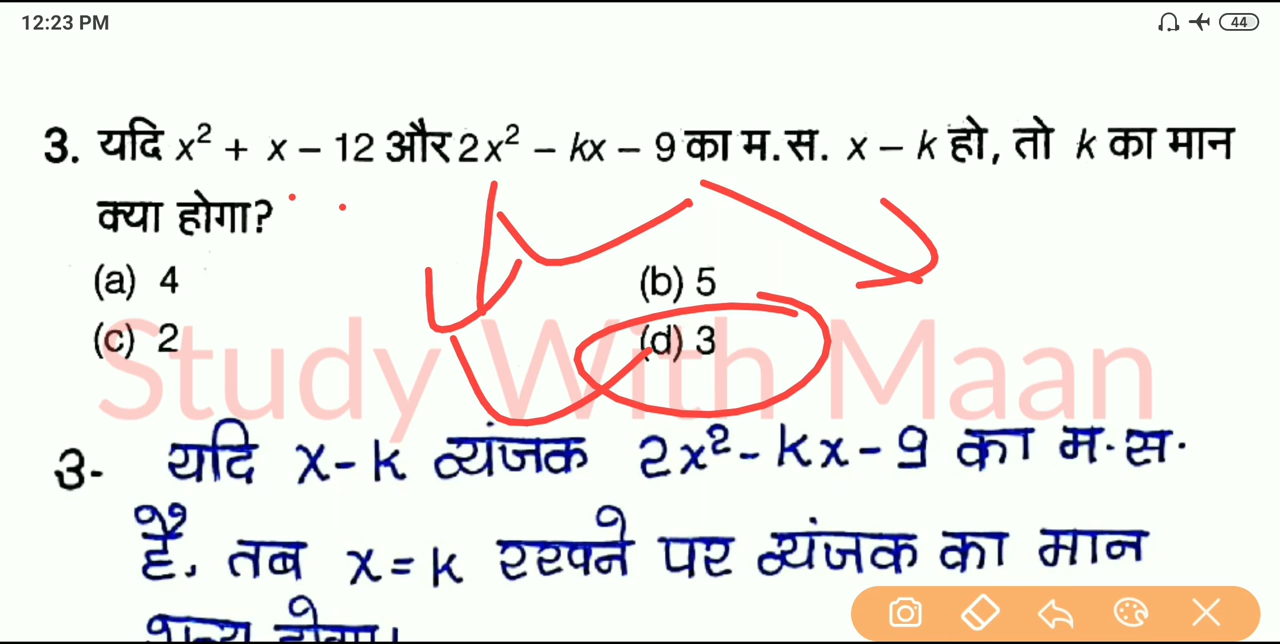 12:23 PM
44
3. यदि x² + x – 12 और 2x² – kx – 9 का म.स. x – k हो, तो k का मान
क्या होगा?
(a) 4 (b) 5
(c) 2 (d) 3
Study With Maan
3- यदि x-k व्यंजक 2x²-kx-9 का म.स.
है, तब x=k रखने पर व्यंजक का मान